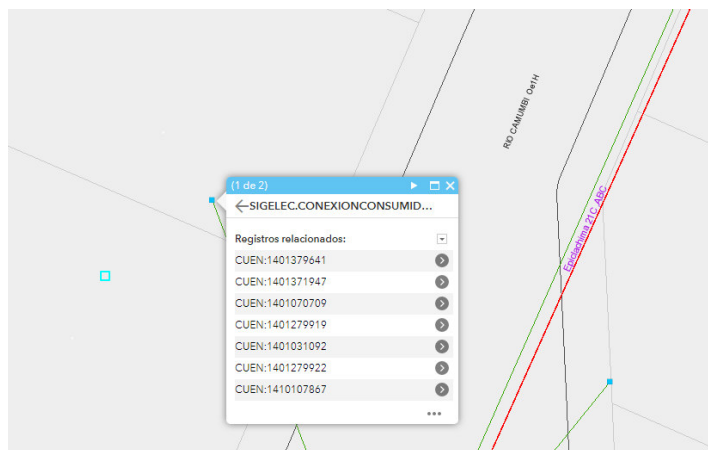 RIO CAMUMBI Oe1H
Epidachima 21C ABC
(1 de 2)
SIGELEC.CONEXIONCONSUMID...
Registros relacionados:
CUEN:1401379641
CUEN:1401371947
CUEN:1401070709
CUEN:1401279919
CUEN:1401031092
CUEN:1401279922
CUEN:1410107867